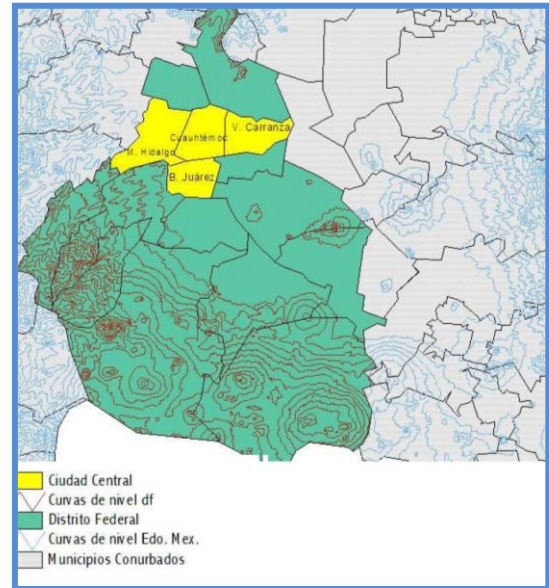 V. Carranza
Cuauhtémoc
M. Hidalgo
B. Juárez
Ciudad Central
Curvas de nivel df
Distrito Federal
Curvas de nivel Edo. Mex.
Municipios Conurbados